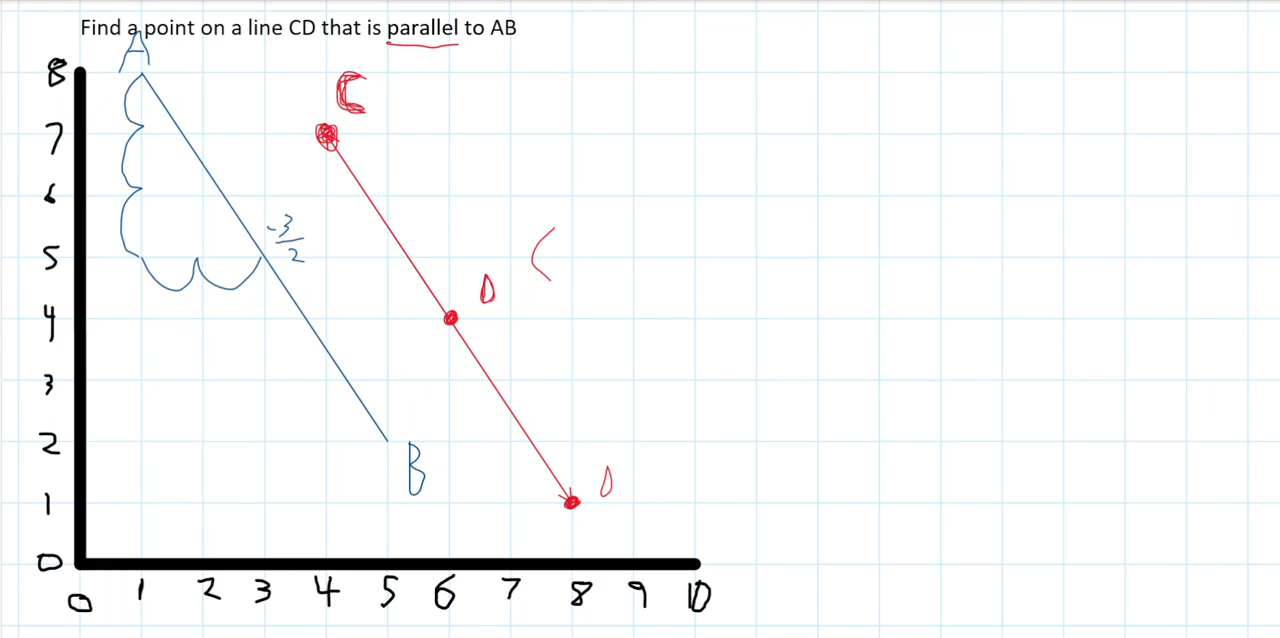 Find a point on a line CD that is parallel to AB
A
8
C
7
6
-3/2
5
(
D
4
3
2
B
D
1
0
0 1 2 3 4 5 6 7 8 9 10